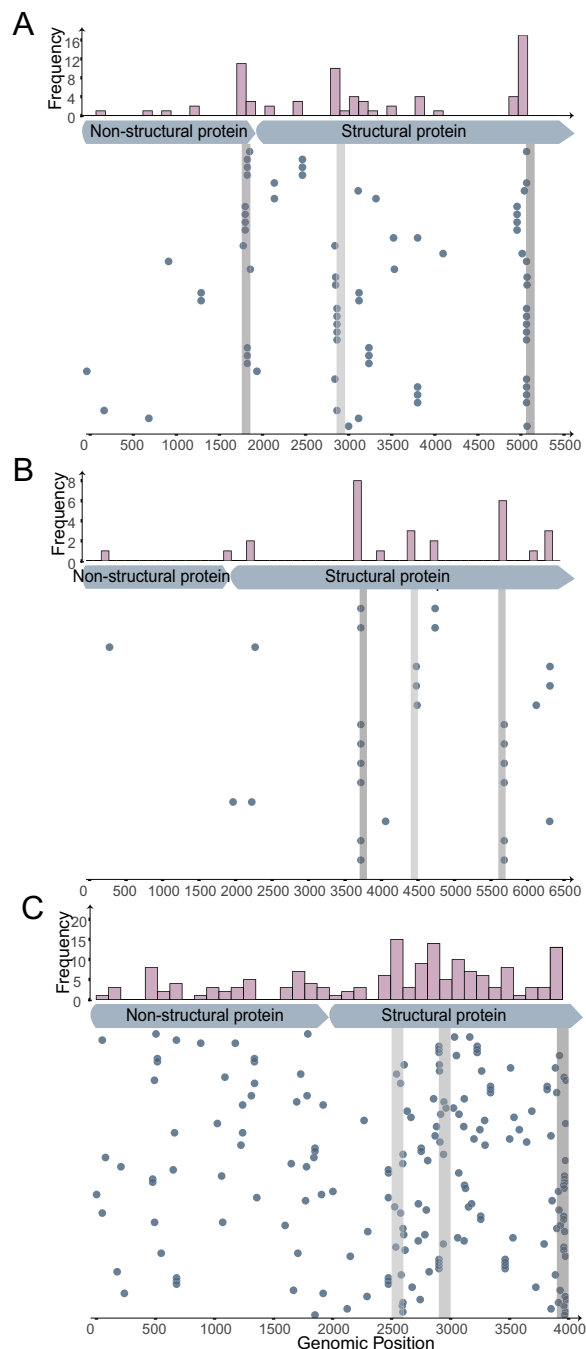 A
Frequency
16
12
8
4
0
Non-structural protein Structural protein
0 500 1000 1500 2000 2500 3000 3500 4000 4500 5000 5500
B
Frequency
8
6
4
2
0
Non-structural protein Structural protein
0 500 1000 1500 2000 2500 3000 3500 4000 4500 5000 5500 6000 6500
C
Frequency
20
15
10
5
0
Non-structural protein Structural protein
0 500 1000 1500 2000 2500 3000 3500 4000
Genomic Position